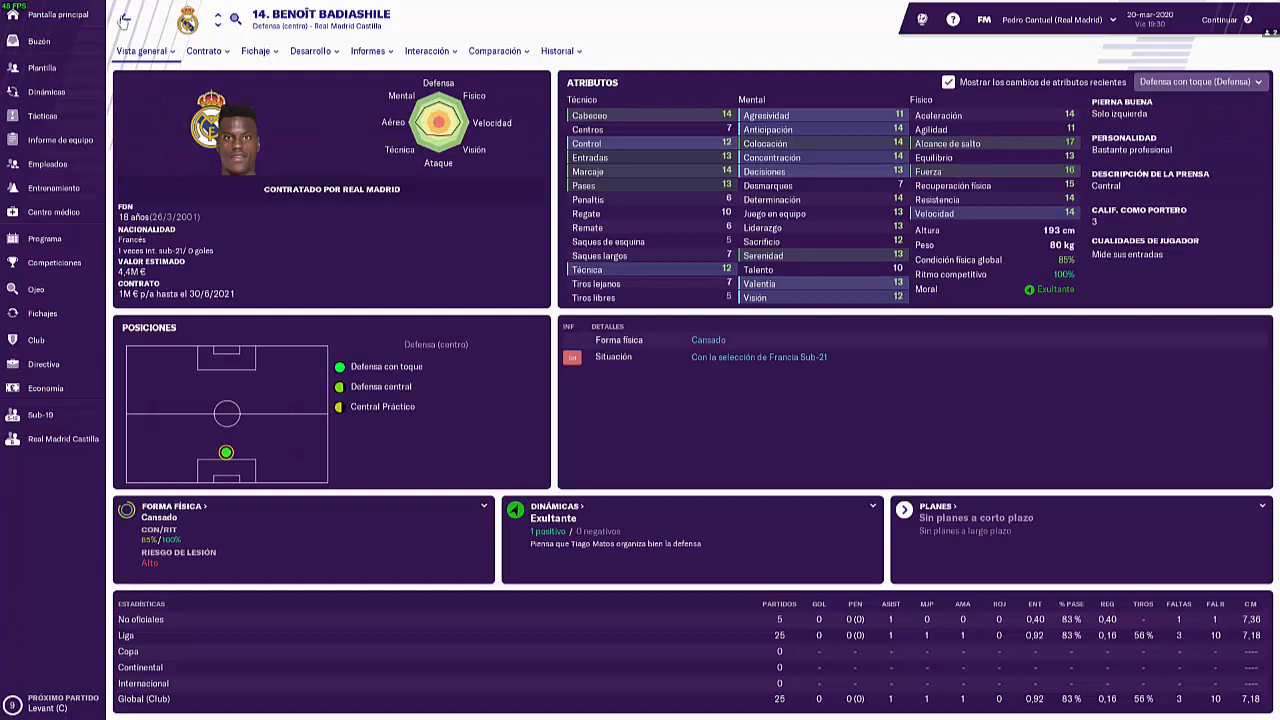 48 FPS
Pantalla principal
Buzón
Plantilla
Dinámicas
Tácticas
Informe de equipo
Empleados
Entrenamiento
Centro médico
Programa
Competiciones
Ojeo
Fichajes
Club
Directiva
Economía
Sub-19
Real Madrid Castilla
9 PRÓXIMO PARTIDO
Levant (C)
14. BENOÎT BADIASHILE
Defensa (centro) - Real Madrid Castilla
FM Pedro Cantuel (Real Madrid) 20-mar-2020 Vie 19:30 Continuar
Vista general Contrato Fichaje Desarrollo Informes Interacción Comparación Historial
Defensa
Mental Físico
Aéreo Velocidad
Técnica Visión
Ataque
CONTRATADO POR REAL MADRID
FDN
18 años (26/3/2001)
NACIONALIDAD
Francés
1 veces int. sub-21/ 0 goles
VALOR ESTIMADO
4,4M €
CONTRATO
1M € p/a hasta el 30/6/2021
ATRIBUTOS Mostrar los cambios de atributos recientes Defensa con toque (Defensa)
Técnico Mental Físico
Cabeceo 14 Agresividad 11 Aceleración 14
Centros 7 Anticipación 14 Agilidad 11
Control 12 Colocación 14 Alcance de salto 17
Entradas 13 Concentración 14 Equilibrio 13
Marcaje 14 Decisiones 13 Fuerza 16
Pases 13 Desmarques 7 Recuperación física 15
Penaltis 6 Determinación 14 Resistencia 14
Regate 10 Juego en equipo 13 Velocidad 14
Remate 6 Liderazgo 13 Altura 193 cm
Saques de esquina 5 Sacrificio 12 Peso 80 kg
Saques largos 7 Serenidad 13 Condición física global 85%
Técnica 12 Talento 10 Ritmo competitivo 100%
Tiros lejanos 7 Valentía 13 Moral Exultante
Tiros libres 5 Visión 12
PIERNA BUENA
Solo izquierda
PERSONALIDAD
Bastante profesional
DESCRIPCIÓN DE LA PRENSA
Central
CALIF. COMO PORTERO
3
CUALIDADES DE JUGADOR
Mide sus entradas
POSICIONES
Defensa (centro)
Defensa con toque
Defensa central
Central Práctico
INF DETALLES
Forma física Cansado
Int Situación Con la selección de Francia Sub-21
FORMA FÍSICA >
Cansado
CON/RIT
85%/100%
RIESGO DE LESIÓN
Alto
DINÁMICAS >
Exultante
1 positivo / 0 negativos
Piensa que Tiago Matos organiza bien la defensa
PLANES >
Sin planes a corto plazo
Sin planes a largo plazo
ESTADÍSTICAS PARTIDOS GOL PEN ASIST MJP AMA ROJ ENT % PASE REG TIROS FALTAS FAL R C M
No oficiales 5 0 0 (0) 1 0 0 0 0,40 83 % 0,40 - 1 1 7,36
Liga 25 0 0 (0) 1 1 1 0 0,92 83 % 0,16 56 % 3 10 7,18
Copa 0 - - - - - - - - - - - - ----
Continental 0 - - - - - - - - - - - - ----
Internacional 0 - - - - - - - - - - - - ----
Global (Club) 25 0 0 (0) 1 1 1 0 0,92 83 % 0,16 56 % 3 10 7,18